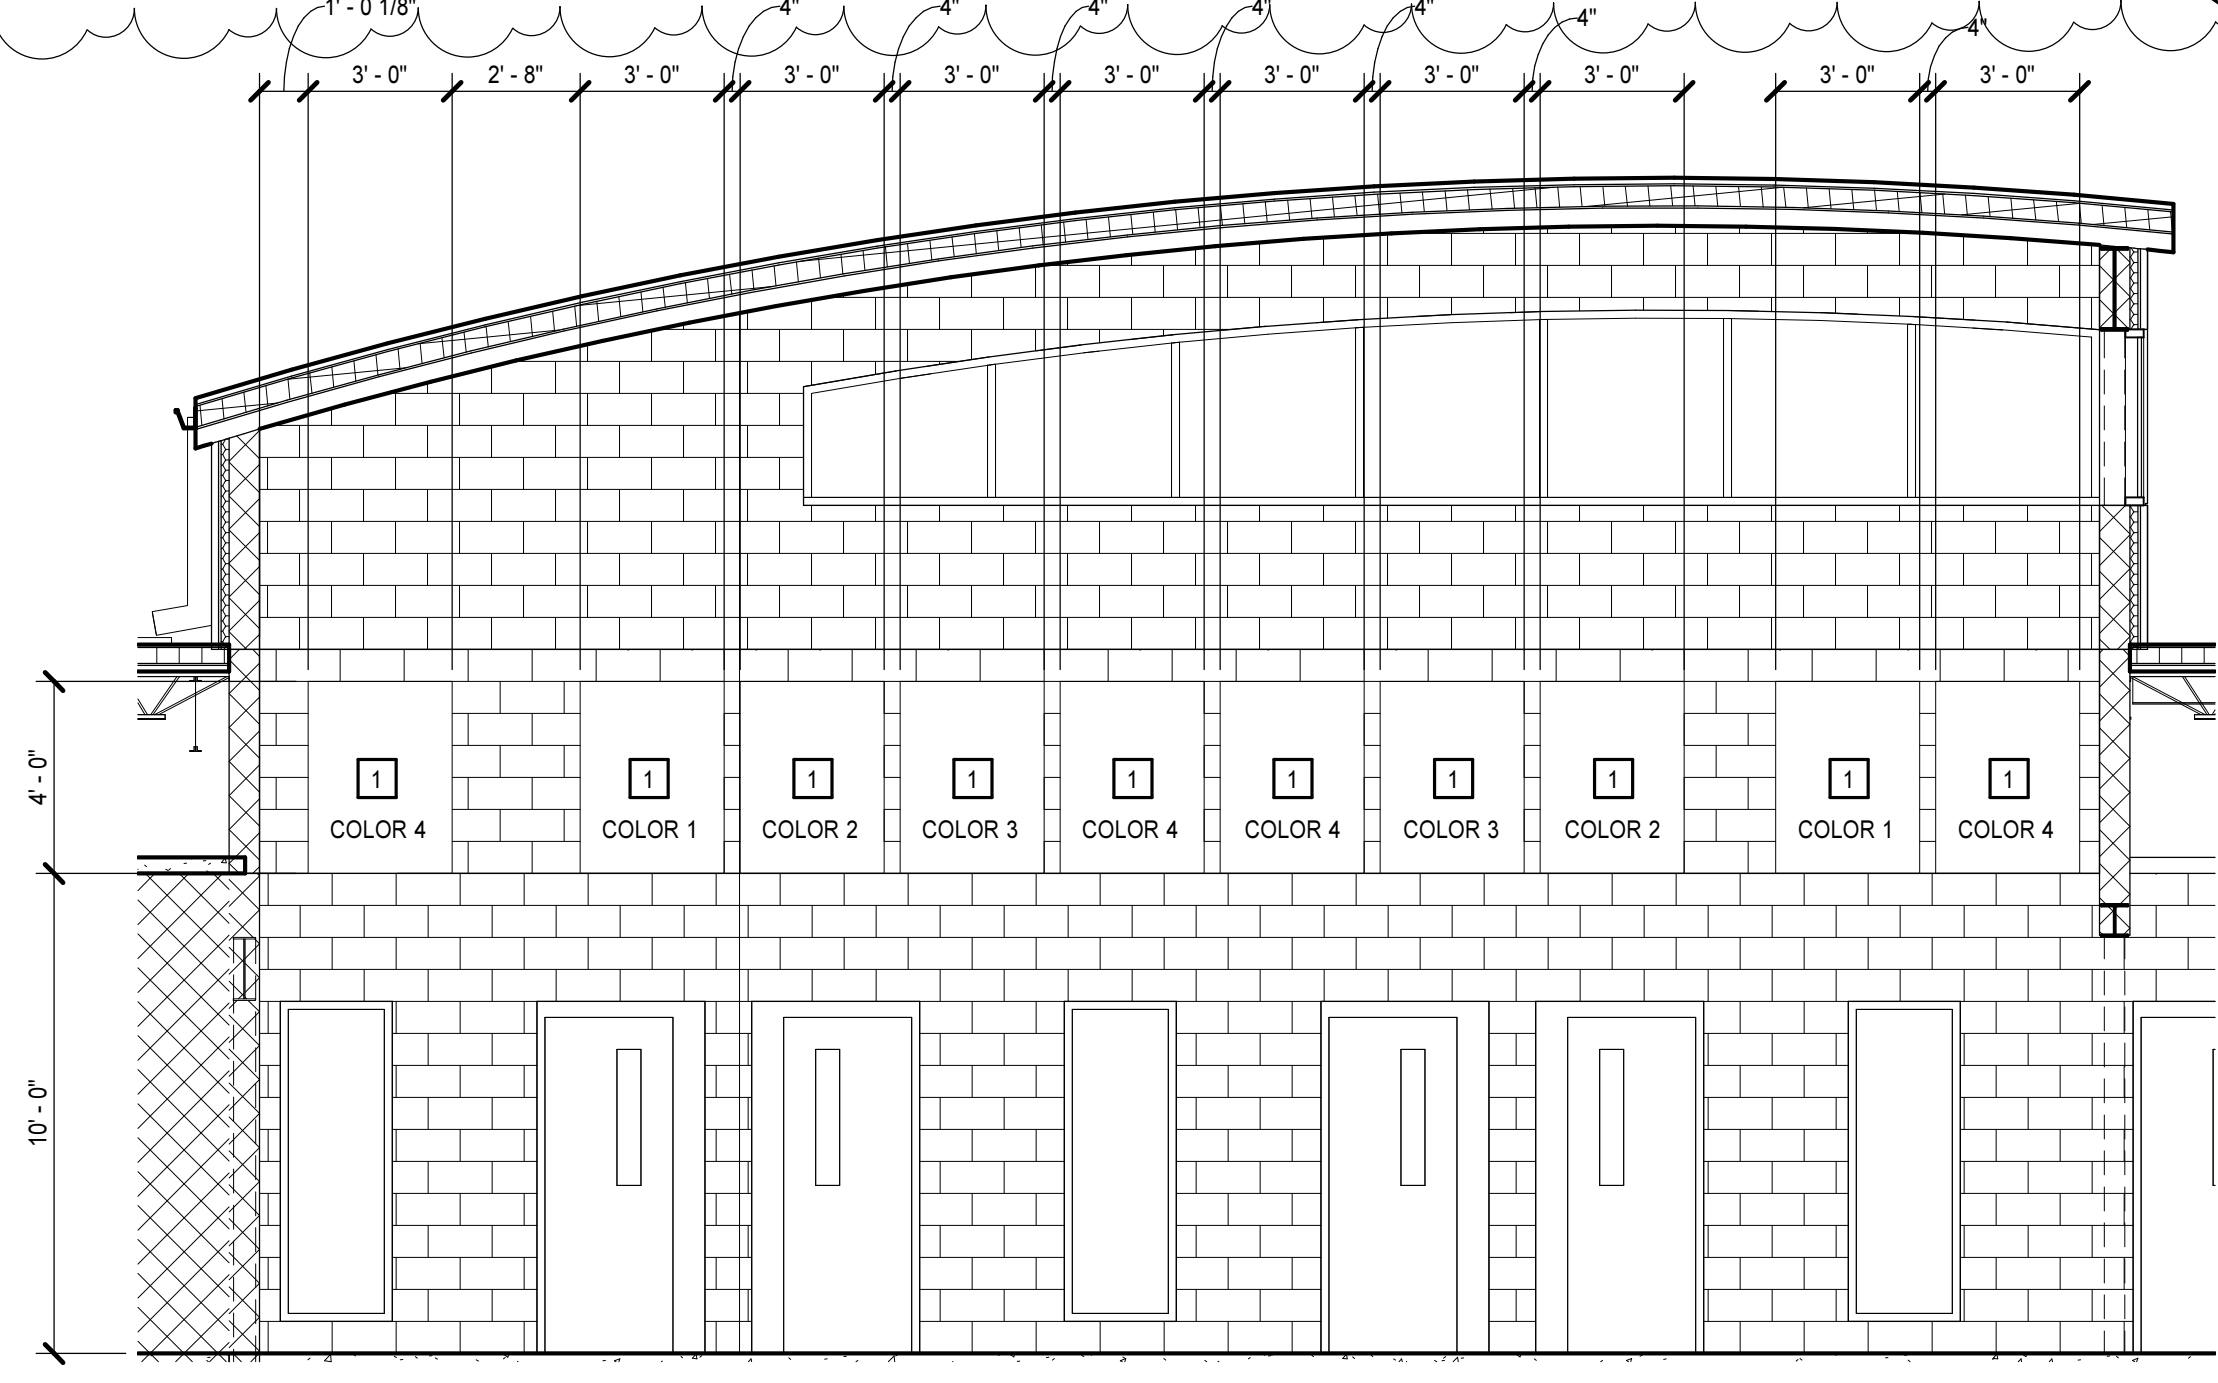 1' - 0 1/8" 4" 4" 4" 4" 4" 4" 4"
3' - 0" 2' - 8" 3' - 0" 3' - 0" 3' - 0" 3' - 0" 3' - 0" 3' - 0" 3' - 0" 3' - 0" 3' - 0"
4' - 0"
1 1 1 1 1 1 1 1 1 1
COLOR 4 COLOR 1 COLOR 2 COLOR 3 COLOR 4 COLOR 4 COLOR 3 COLOR 2 COLOR 1 COLOR 4
10' - 0"